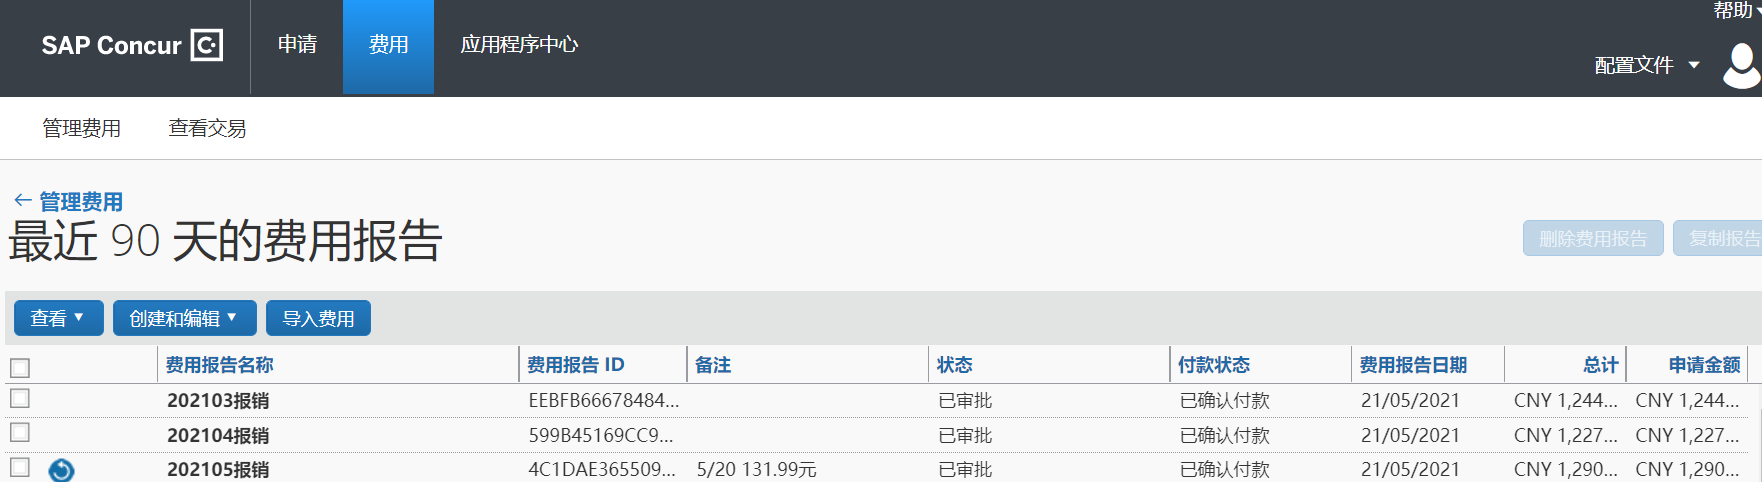 帮助
SAP Concur 申请 费用 应用程序中心
配置文件
管理费用 查看交易
← 管理费用
最近 90 天的费用报告
删除费用报告 复制报告
查看 创建和编辑 导入费用
费用报告名称 费用报告 ID 备注 状态 付款状态 费用报告日期 总计 申请金额
202103报销 EEBFB66678484... 已审批 已确认付款 21/05/2021 CNY 1,244... CNY 1,244...
202104报销 599B45169CC9... 已审批 已确认付款 21/05/2021 CNY 1,227... CNY 1,227...
202105报销 4C1DAE365509... 5/20 131.99元 已审批 已确认付款 21/05/2021 CNY 1,290... CNY 1,290...